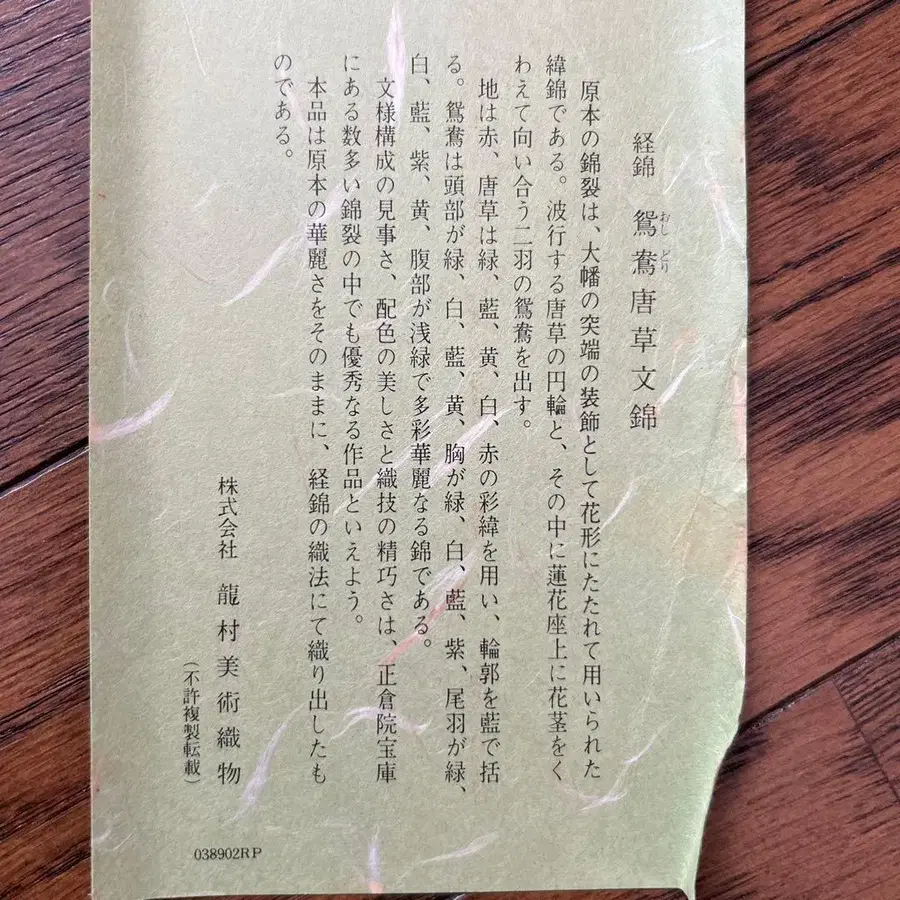 経錦 鴛鴦唐草文錦
おし どり
原本の錦裂は、大幡の突端の装飾として花形にたたれて用いられた
緯錦である。波行する唐草の円輪と、その中に蓮花座上に花茎をく
わえて向い合う二羽の鴛鴦を出す。
地は赤、唐草は緑、藍、黄、白、赤の彩緯を用い、輪郭を藍で括
る。鴛鴦は頭部が緑、白、藍、黄、胸が緑、白、藍、紫、尾羽が緑、
白、藍、紫、黄、腹部が浅緑で多彩華麗なる錦である。
文様構成の見事さ、配色の美しさと織技の精巧さは、正倉院宝庫
にある数多い錦裂の中でも優秀なる作品といえよう。
本品は原本の華麗さをそのままに、経錦の織法にて織り出したも
のである。
株式会社 龍村美術織物
（不許複製転載）
038902RP